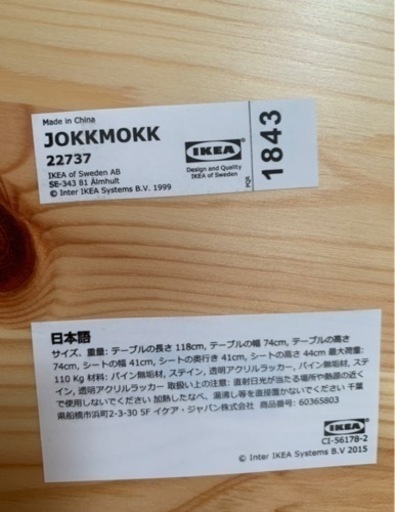 Made in China
JOKKMOKK
22737
IKEA of Sweden AB
SE-343 81 Älmhult
© Inter IKEA Systems B.V. 1999
IKEA
Design and Quality
IKEA of Sweden
PQR
1843
日本語
サイズ、重量: テーブルの長さ 118cm, テーブルの幅 74cm, テーブルの高さ
74cm, シートの幅 41cm, シートの奥行き 41cm, シートの高さ 44cm 最大荷重:
110 Kg 材料: パイン無垢材, ステイン, 透明アクリルラッカー, パイン無垢材, ステ
イン, 透明アクリルラッカー 取扱い上の注意: 直射日光が当たる場所や熱源の近く
で使用しないでください 加熱したなべ、湯沸し等を直接置かないでください 千葉
県船橋市浜町2-3-30 5F イケア・ジャパン株式会社 商品番号: 60365803
IKEA
CI-56178-2
© Inter IKEA Systems B.V 2015